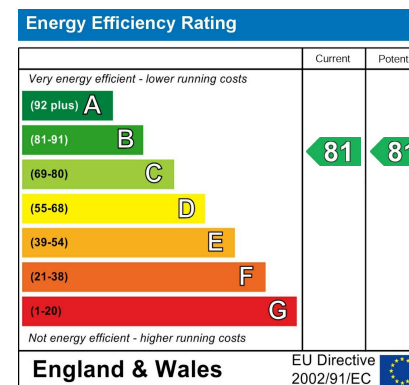 Energy Efficiency Rating
Current Potent
Very energy efficient - lower running costs
(92 plus) A
(81-91) B
81 81
(69-80) C
(55-68) D
(39-54) E
(21-38) F
(1-20) G
Not energy efficient - higher running costs
England & Wales
EU Directive
2002/91/EC